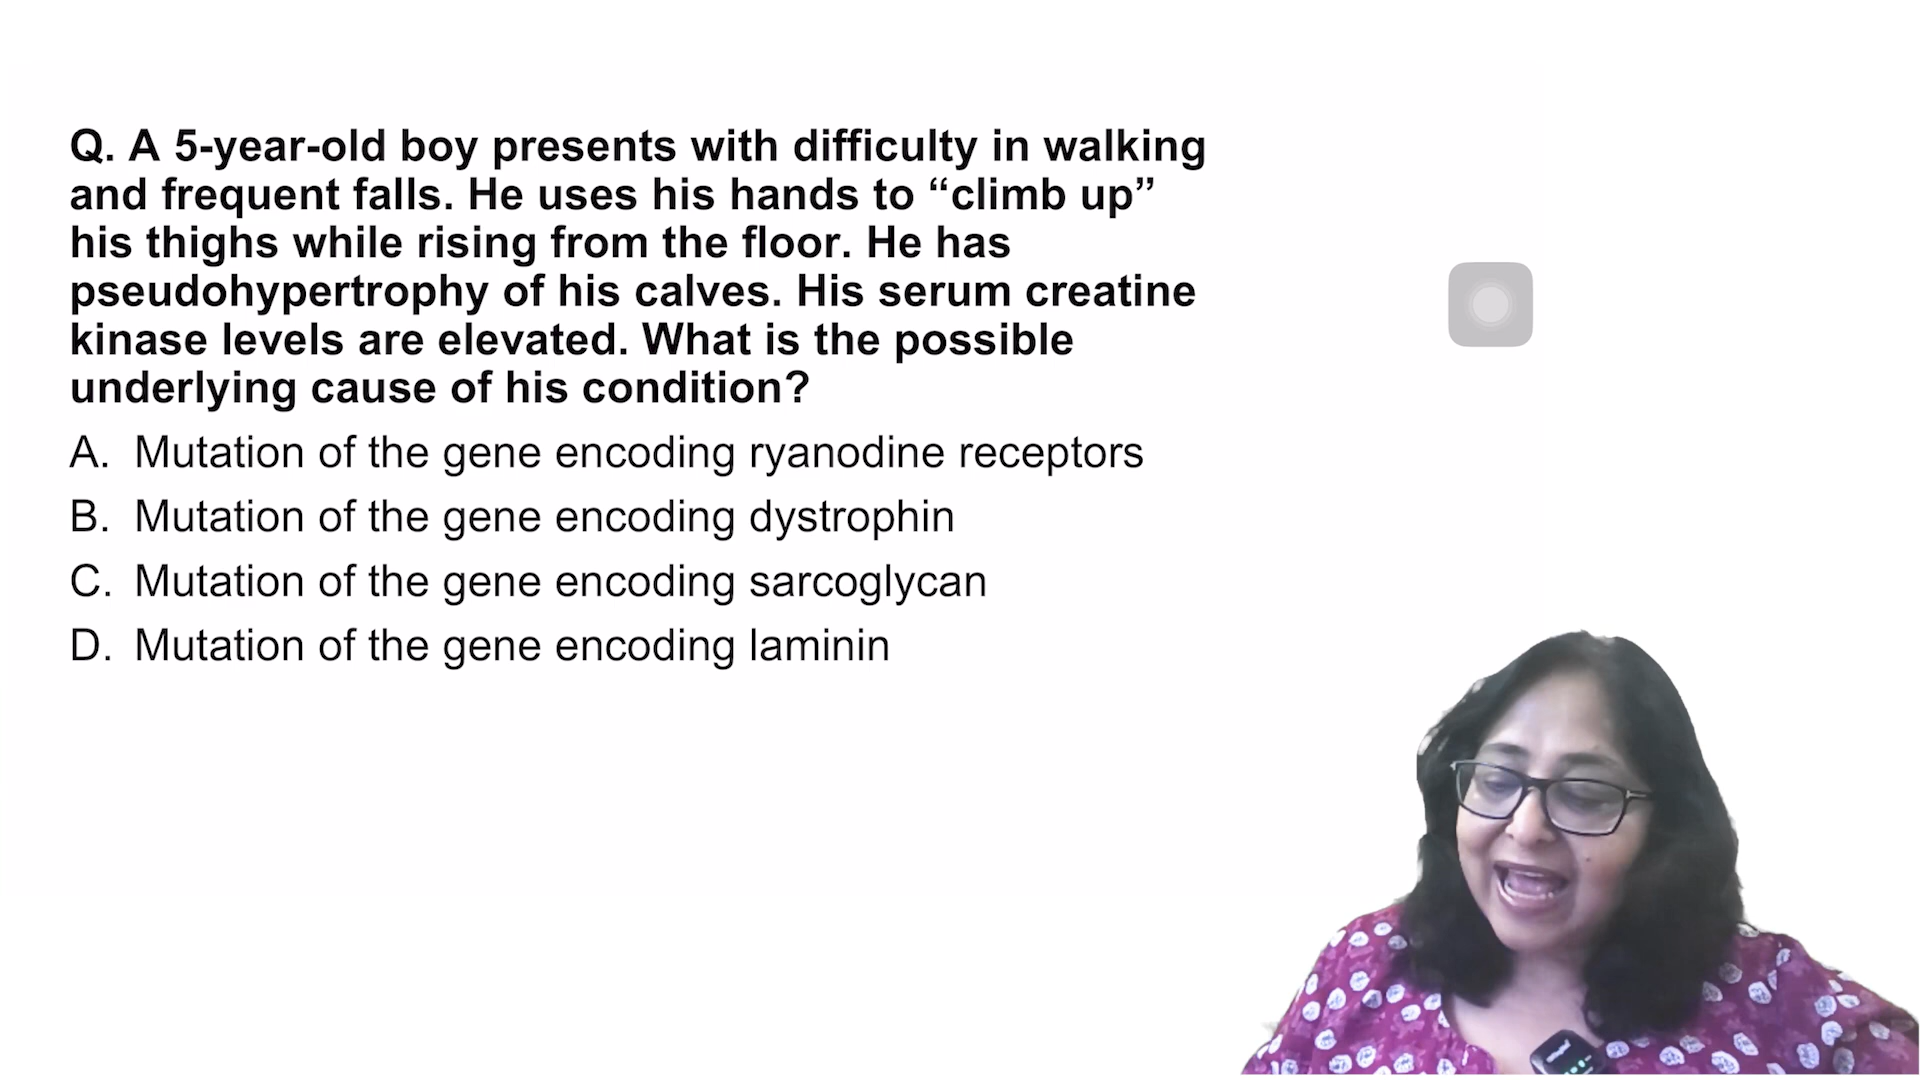 Q. A 5-year-old boy presents with difficulty in walking
and frequent falls. He uses his hands to “climb up”
his thighs while rising from the floor. He has
pseudohypertrophy of his calves. His serum creatine
kinase levels are elevated. What is the possible
underlying cause of his condition?
A. Mutation of the gene encoding ryanodine receptors
B. Mutation of the gene encoding dystrophin
C. Mutation of the gene encoding sarcoglycan
D. Mutation of the gene encoding laminin